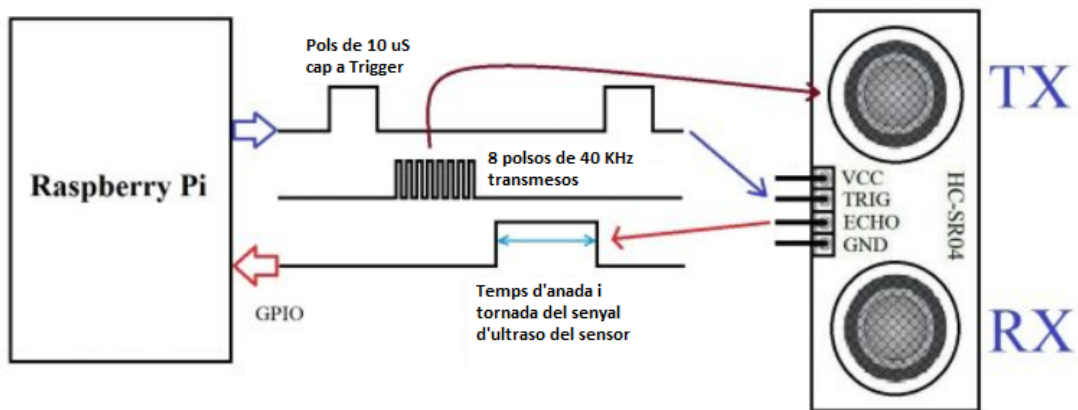 Pols de 10 uS
cap a Trigger
TX
8 polsos de 40 KHz
transmesos
Raspberry Pi
VCC
TRIG
ECHO
GND
HC-SR04
Temps d'anada i
tornada del senyal
d'ultraso del sensor
GPIO
RX